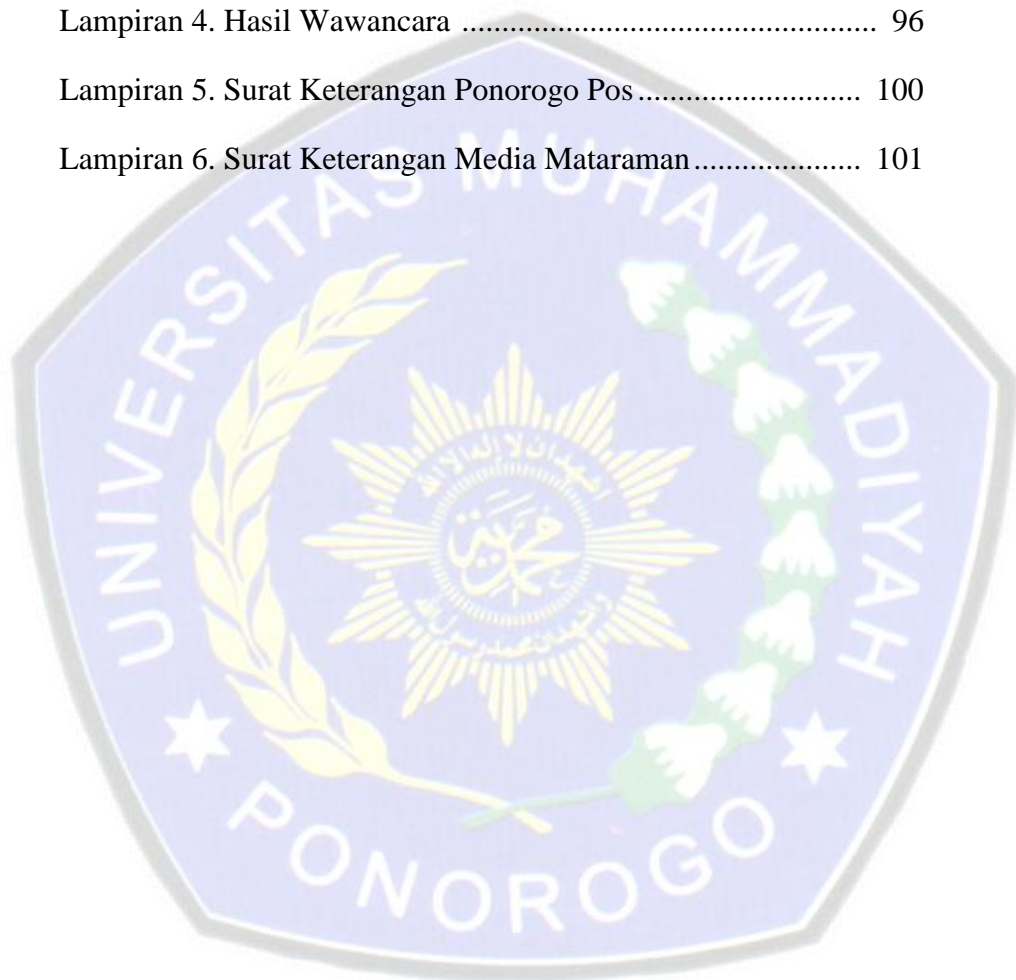 Lampiran 4. Hasil Wawancara ................................................... 96
Lampiran 5. Surat Keterangan Ponorogo Pos ........................... 100
Lampiran 6. Surat Keterangan Media Mataraman .................... 101
UNIVERSITAS MUHAMMADIYAH
PONOROGO
محمدية